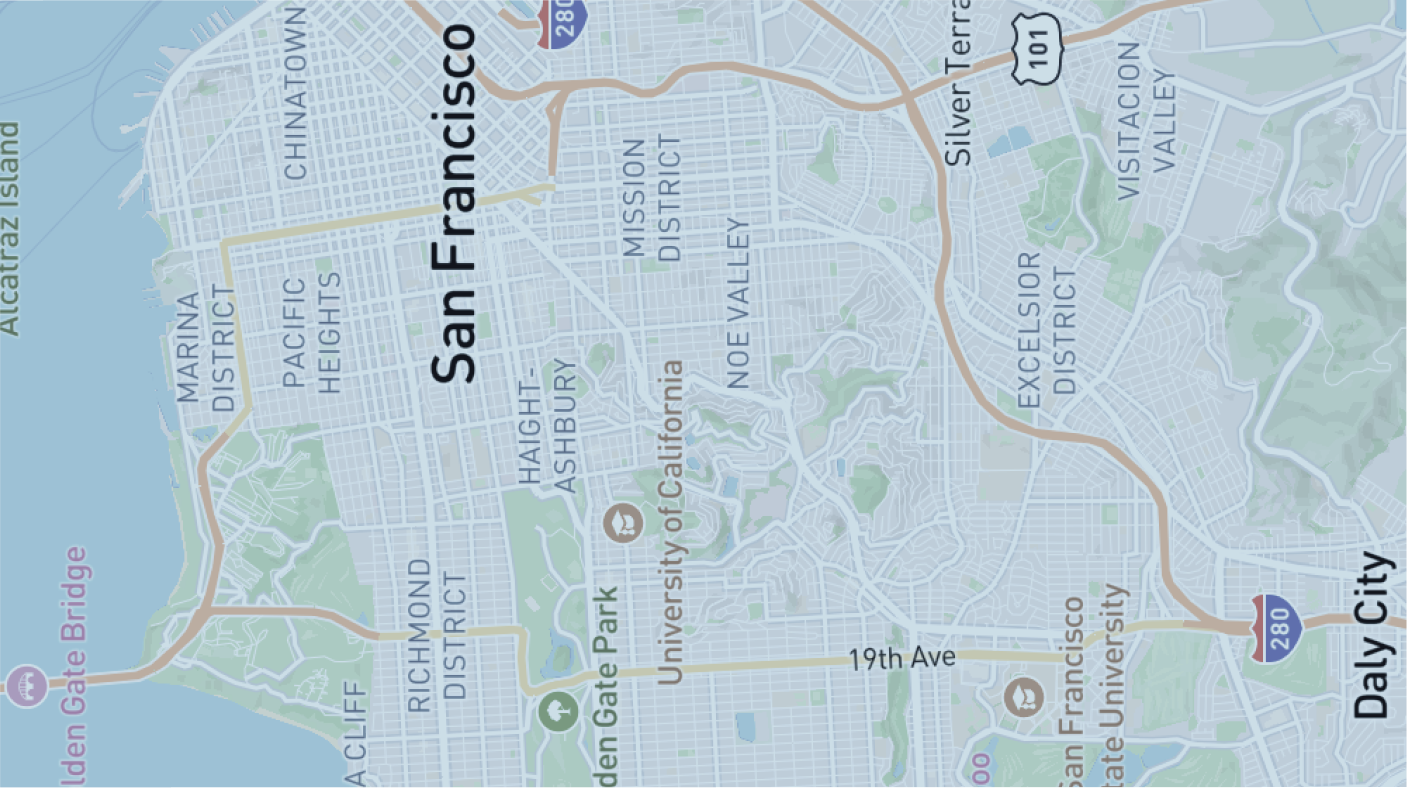 Alcatraz Island
CHINATOWN
280
San Francisco
Silver Terra
101
VISITACION
VALLEY
MISSION
DISTRICT
MARINA
DISTRICT
PACIFIC
HEIGHTS
NOE VALLEY
EXCELSIOR
DISTRICT
HAIGHT-
ASHBURY
University of California
lden Gate Bridge
RICHMOND
DISTRICT
den Gate Park
19th Ave
A CLIFF
San Francisco
tate University
280
Daly City
oo